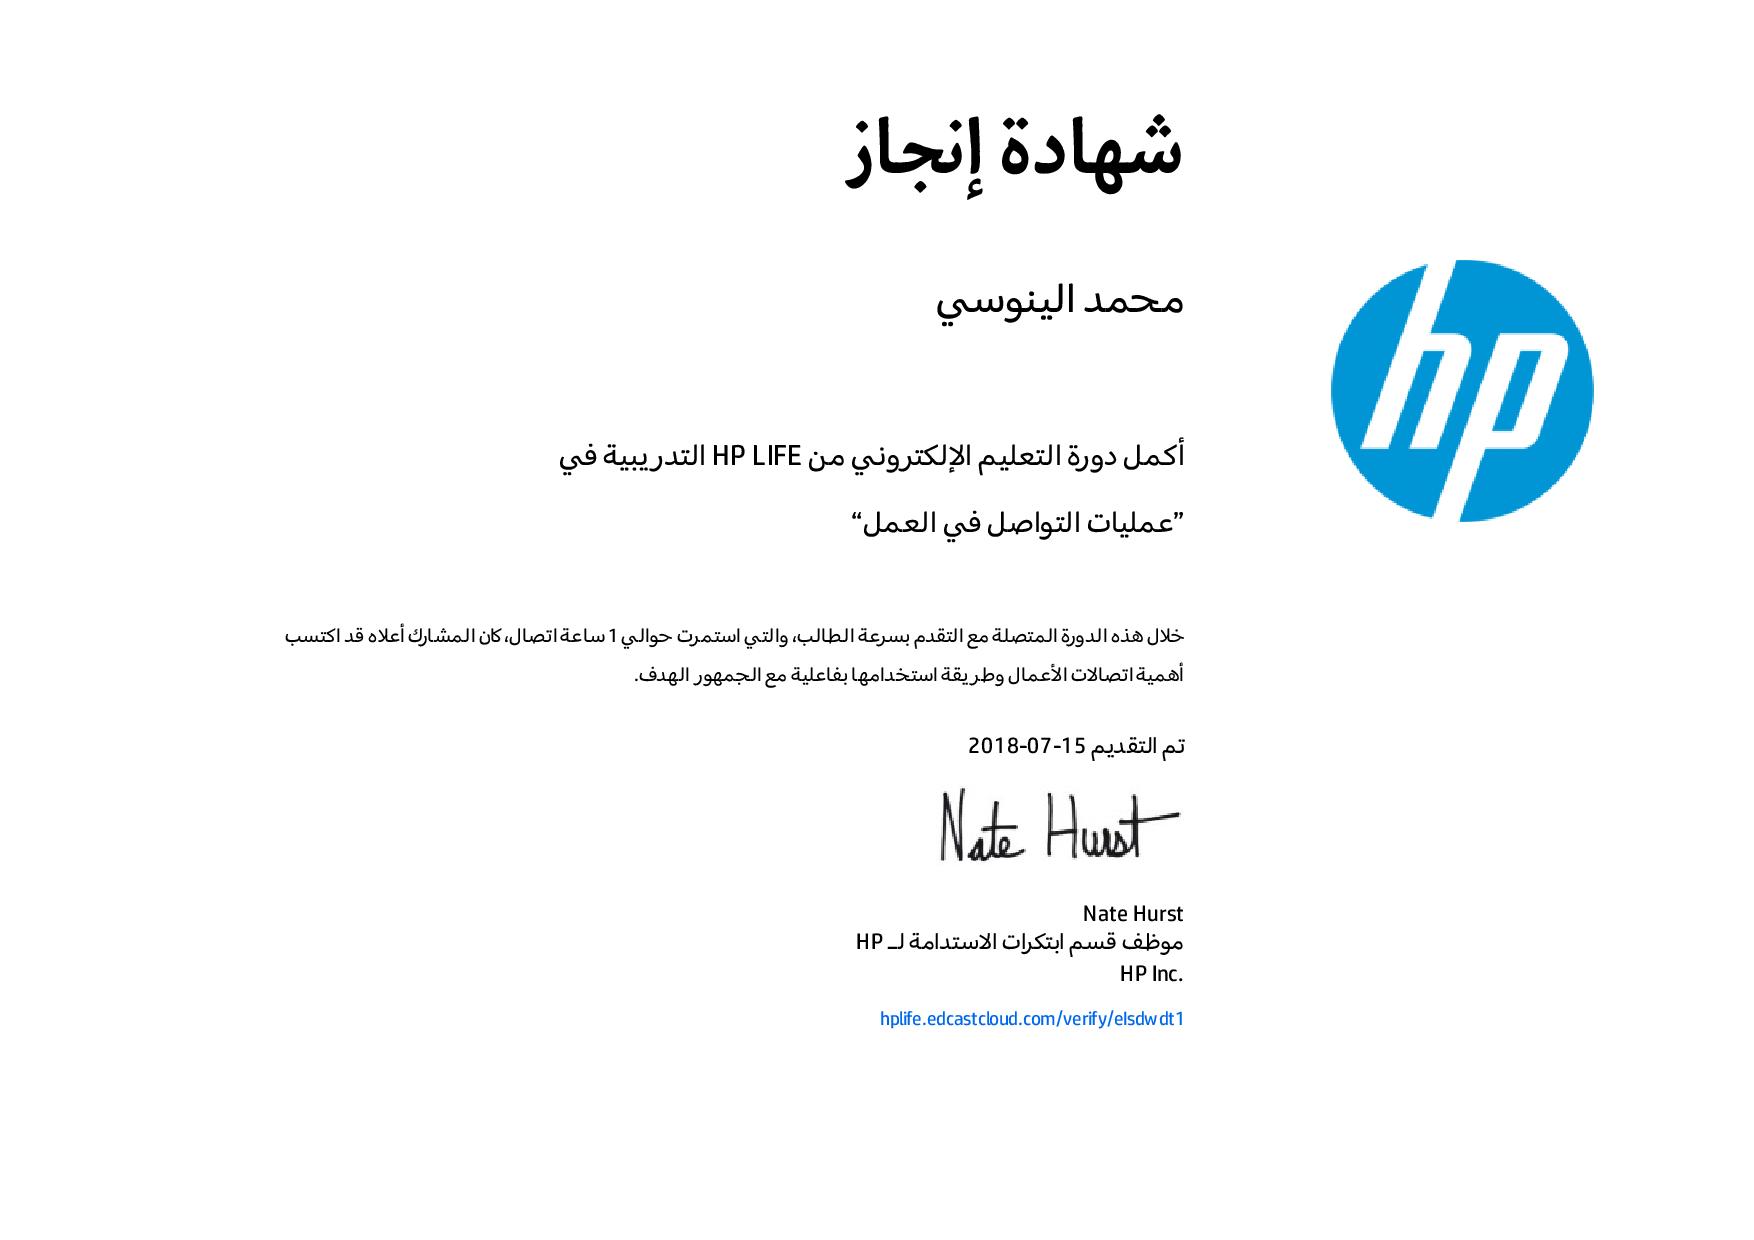 شهادة إنجاز
hp
محمد الينوسي
أكمل دورة التعليم الإلكتروني من HP LIFE التدريبية في
”عمليات التواصل في العمل“
خلال هذه الدورة المتصلة مع التقدم بسرعة الطالب، والتي استمرت حوالي 1 ساعة اتصال، كان المشارك أعلاه قد اكتسب
أهمية اتصالات الأعمال وطريقة استخدامها بفاعلية مع الجمهور الهدف.
تم التقديم 15-07-2018
Nate Hurst
Nate Hurst
موظف قسم ابتكرات الاستدامة لـ HP
HP Inc.
hplife.edcastcloud.com/verify/eIsdwdt1